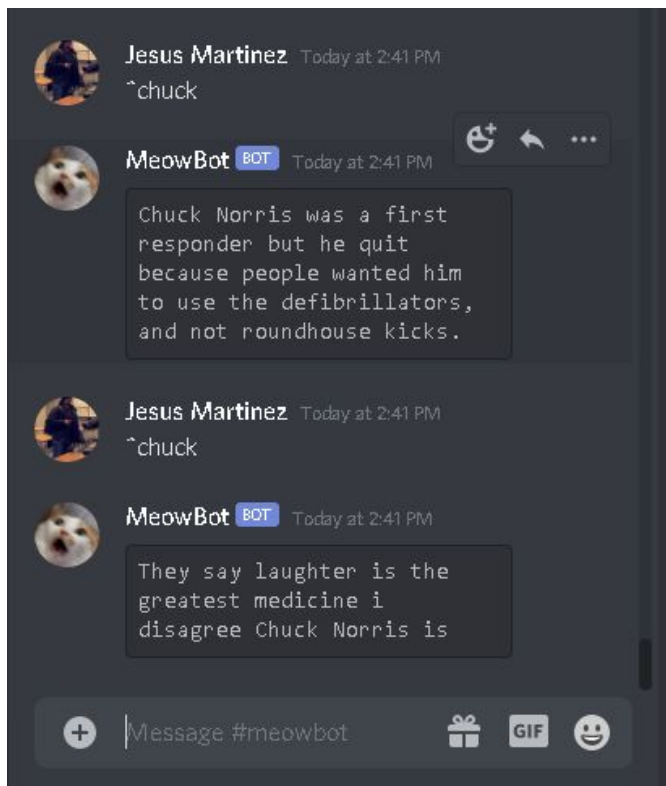 Jesus Martinez Today at 2:41 PM
^chuck
MeowBot BOT Today at 2:41 PM
Chuck Norris was a first
responder but he quit
because people wanted him
to use the defibrillators,
and not roundhouse kicks.
Jesus Martinez Today at 2:41 PM
^chuck
MeowBot BOT Today at 2:41 PM
They say laughter is the
greatest medicine i
disagree Chuck Norris is
Message #meowbot GIF